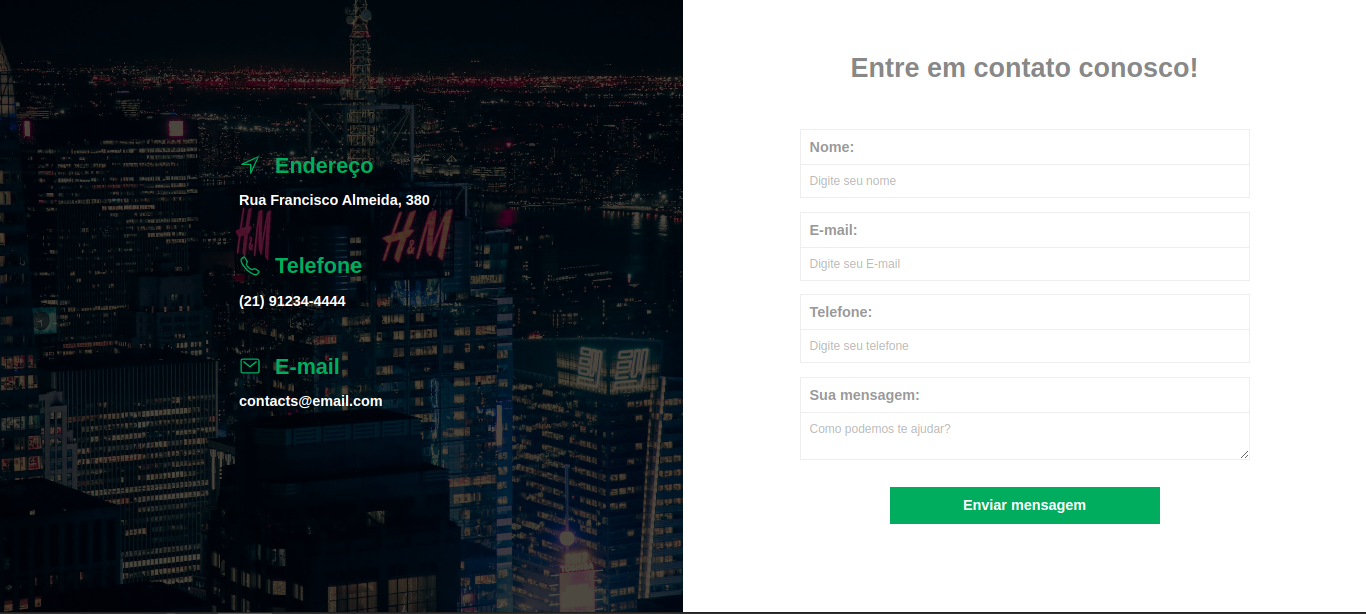 Endereço
Rua Francisco Almeida, 380
H&M
H&M
Telefone
(21) 91234-4444
E-mail
contacts@email.com
Entre em contato conosco!
Nome:
Digite seu nome
E-mail:
Digite seu E-mail
Telefone:
Digite seu telefone
Sua mensagem:
Como podemos te ajudar?
Enviar mensagem